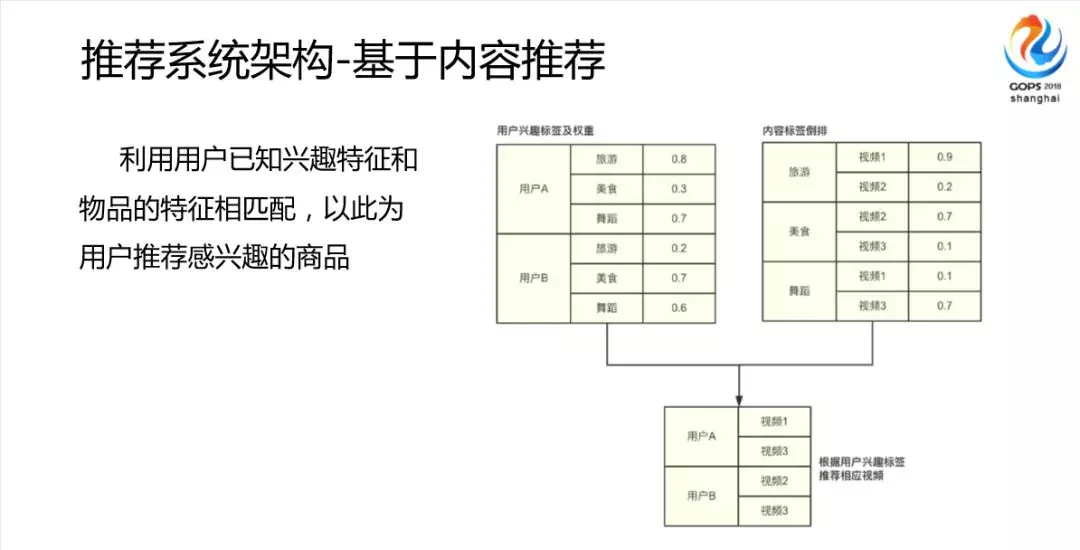 推荐系统架构-基于内容推荐
GOPS 2018
shanghai
利用用户已知兴趣特征和
物品的特征相匹配，以此为
用户推荐感兴趣的商品
用户兴趣标签及权重
用户A
旅游 0.8
美食 0.3
舞蹈 0.7
用户B
旅游 0.2
美食 0.7
舞蹈 0.6
内容标签倒排
旅游
视频1 0.9
视频2 0.2
美食
视频2 0.7
视频3 0.1
舞蹈
视频1 0.1
视频3 0.7
用户A
视频1
视频3
用户B
视频2
视频3
根据用户兴趣标签
推荐相应视频